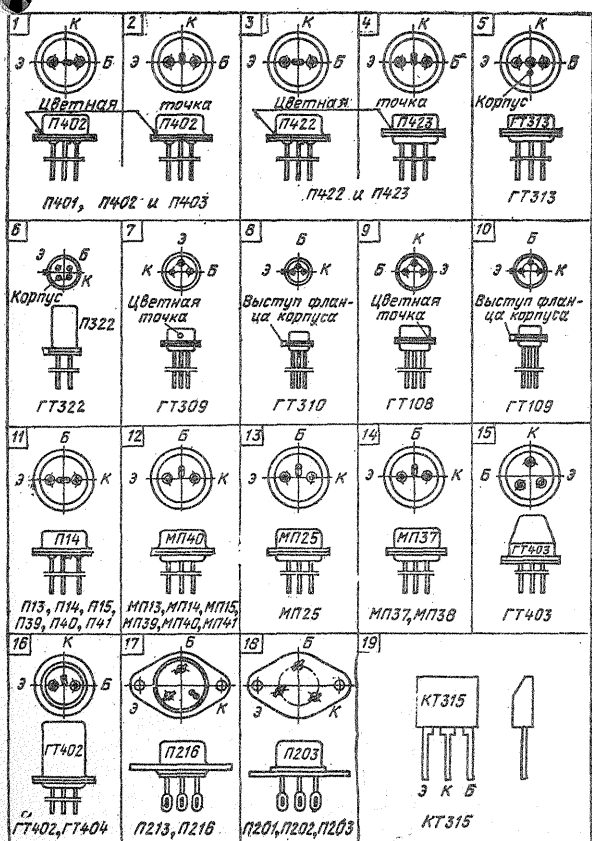 1 К
Э Б
2 К
Э Б
Цветная точка
П402 П402
П401, П402 и П403
3 К
Э Б
4 К
Э Б
Цветная точка
П422 П423
П422 и П423
5 К
Э Б
Корпус
ГТ313
ГТ313
6
Э Б
К
Корпус
П322
ГТ322
7 Э
К Б
Цветная
точка
ГТ309
8 Б
Э К
Выступ флан-
ца корпуса
ГТ310
9 К
Б Э
Цветная
точка
ГТ108
10 Б
Э К
Выступ флан-
ца корпуса
ГТ109
11 Б
Э К
П14
П13, П14, П15,
П39, П40, П41
12 Б
Э К
МП40
МП13, МП14, МП15,
МП39, МП40, МП41
13 Б
Э К
МП25
МП25
14 Б
Э К
МП37
МП37, МП38
15 К
Б Э
ГТ403
ГТ403
16 К
Э Б
ГТ402
ГТ402, ГТ404
17 Б
Э К
П216
П213, П216
18 Б
Э К
П203
П201, П202, П203
19
КТ315
Э К Б
КТ315